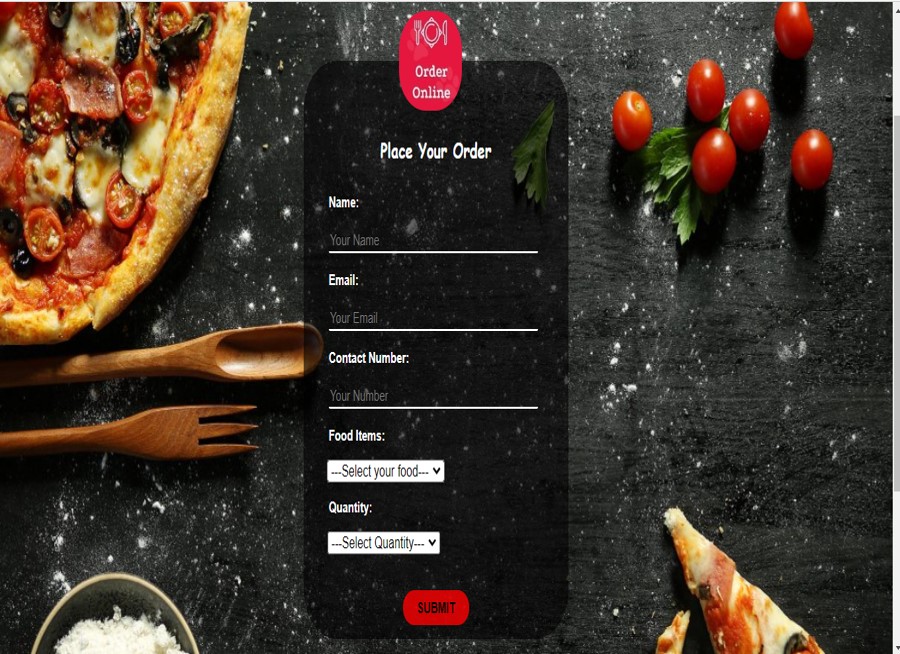 Order
Online
Place Your Order
Name:
Your Name
Email:
Your Email
Contact Number:
Your Number
Food Items:
---Select your food---
Quantity:
---Select Quantity---
SUBMIT